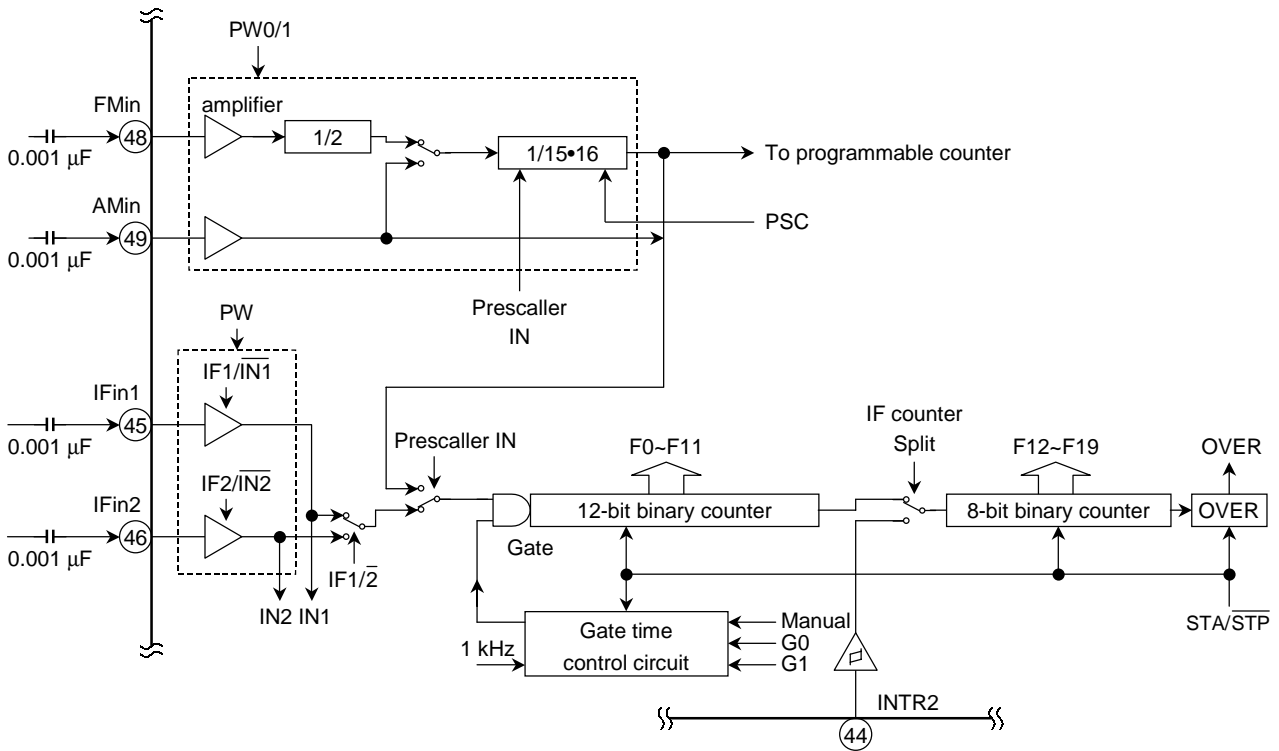 PW0/1
FMin
amplifier
48
1/2
1/15•16
To programmable counter
0.001 μF
AMin
49
PSC
0.001 μF
Prescaller
IN
PW
IF1/I̅N̅1̅
IFin1
45
0.001 μF
IF2/I̅N̅2̅
IFin2
46
0.001 μF
IN2 IN1
IF1/2̅
Prescaller IN
Gate
F0~F11
12-bit binary counter
IF counter
Split
F12~F19
8-bit binary counter
OVER
OVER
STA/S̅T̅P̅
Gate time
control circuit
1 kHz
Manual
G0
G1
INTR2
44